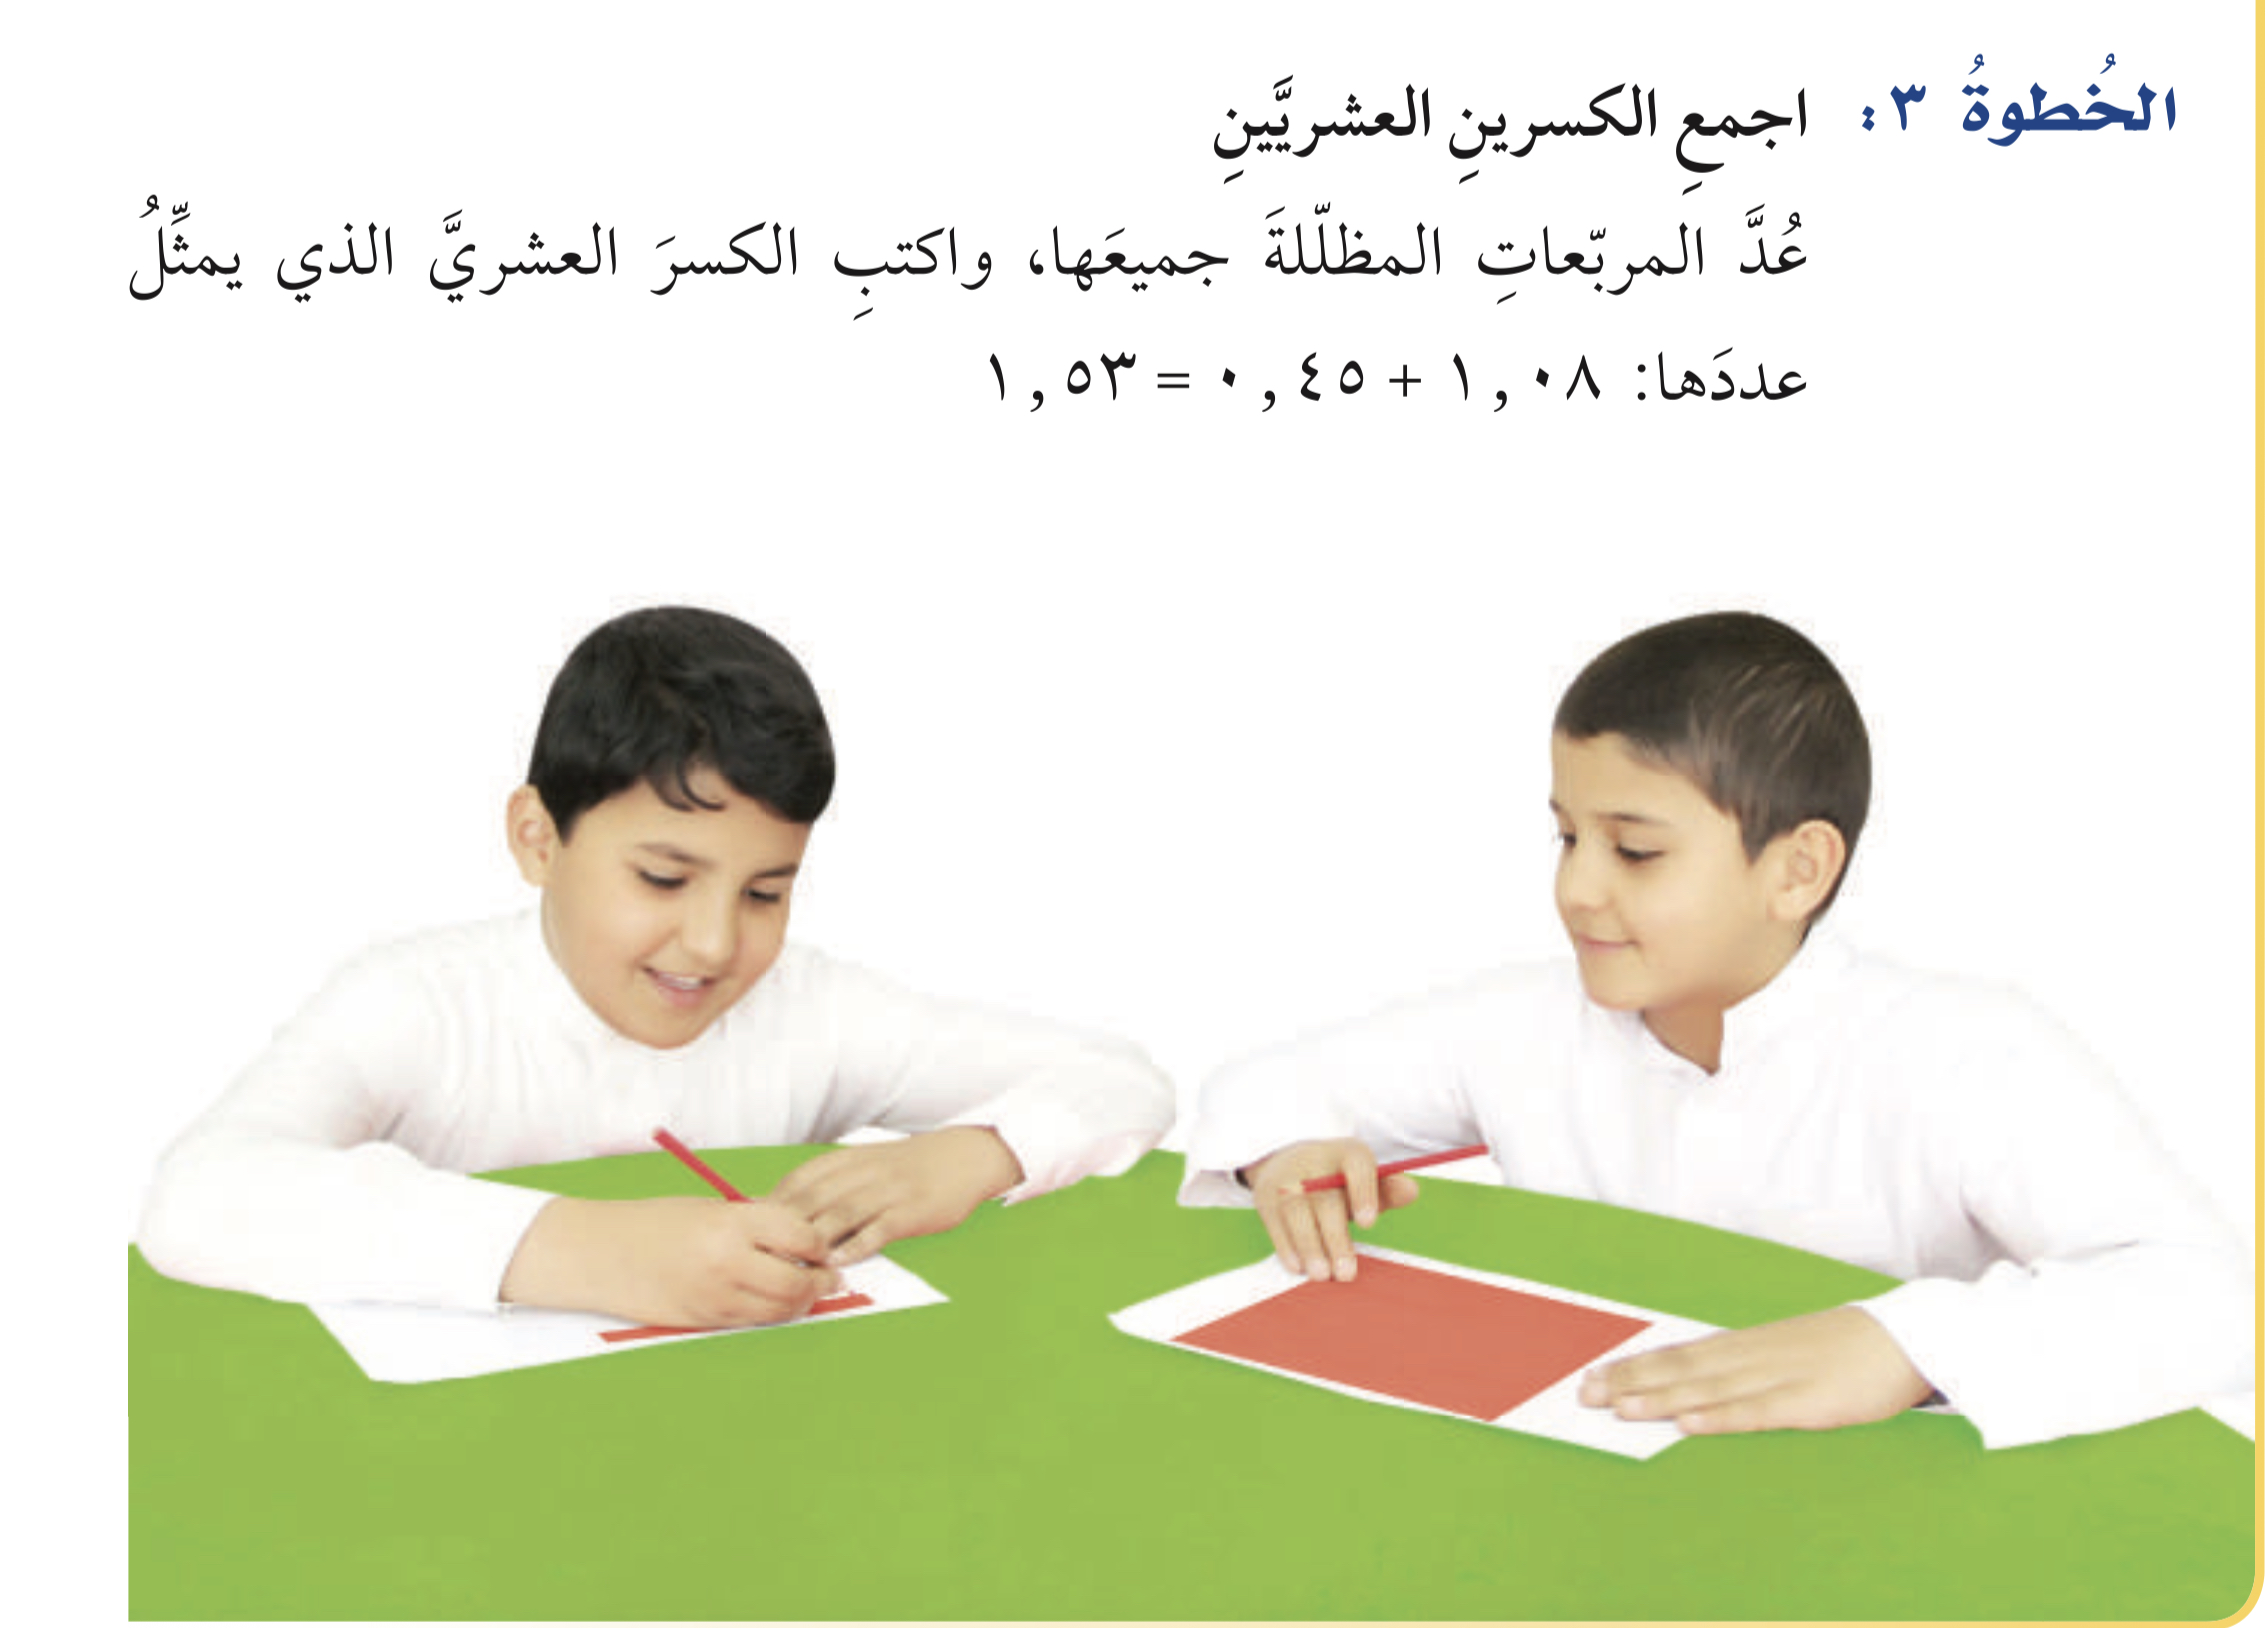 الخُطوةُ ٣: اجمعِ الكسرينِ العشريَّينِ
عُدَّ المربّعاتِ المظلّلةَ جميعَها، واكتبِ الكسرَ العشريَّ الذي يمثِّلُ
عددَها: ١,٠٨ + ٠,٤٥ = ١,٥٣